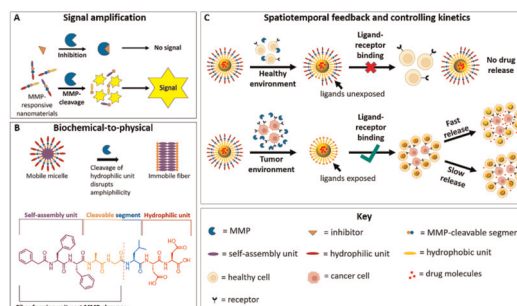 A
Signal amplification
Inhibition
No signal
MMP-
cleavage
MMP-
responsive
nanomaterials
Signal
B
Biochemical-to-physical
Mobile micelle
Cleavage of
hydrophilic unit
disrupts
amphiphilicity
Immobile fiber
Self-assembly unit
Cleavable segment
Hydrophilic unit
C
Spatiotemporal feedback and controlling kinetics
Healthy
environment
ligands unexposed
Ligand-
receptor
binding
No drug
release
Tumor
environment
ligands exposed
Ligand-
receptor
binding
Fast
release
Slow
release
Key
= MMP
= inhibitor
= MMP-cleavable segment
= self-assembly unit
= hydrophilic unit
= hydrophobic unit
= healthy cell
= cancer cell
= drug molecules
= receptor